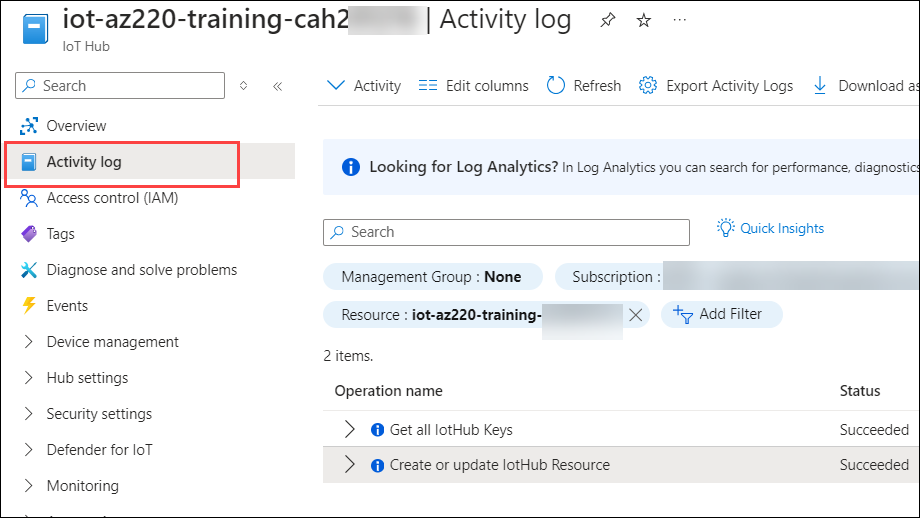 iot-az220-training-cah2 | Activity log
IoT Hub
Search
Activity Edit columns Refresh Export Activity Logs Download as
Overview
Activity log
Looking for Log Analytics? In Log Analytics you can search for performance, diagnostics
Access control (IAM)
Search
Quick Insights
Tags
Diagnose and solve problems
Management Group : None
Subscription :
Events
Resource : iot-az220-training-
Add Filter
Device management
2 items.
Hub settings
Operation name Status
Security settings
Get all IotHub Keys Succeeded
Defender for IoT
Create or update IotHub Resource Succeeded
Monitoring